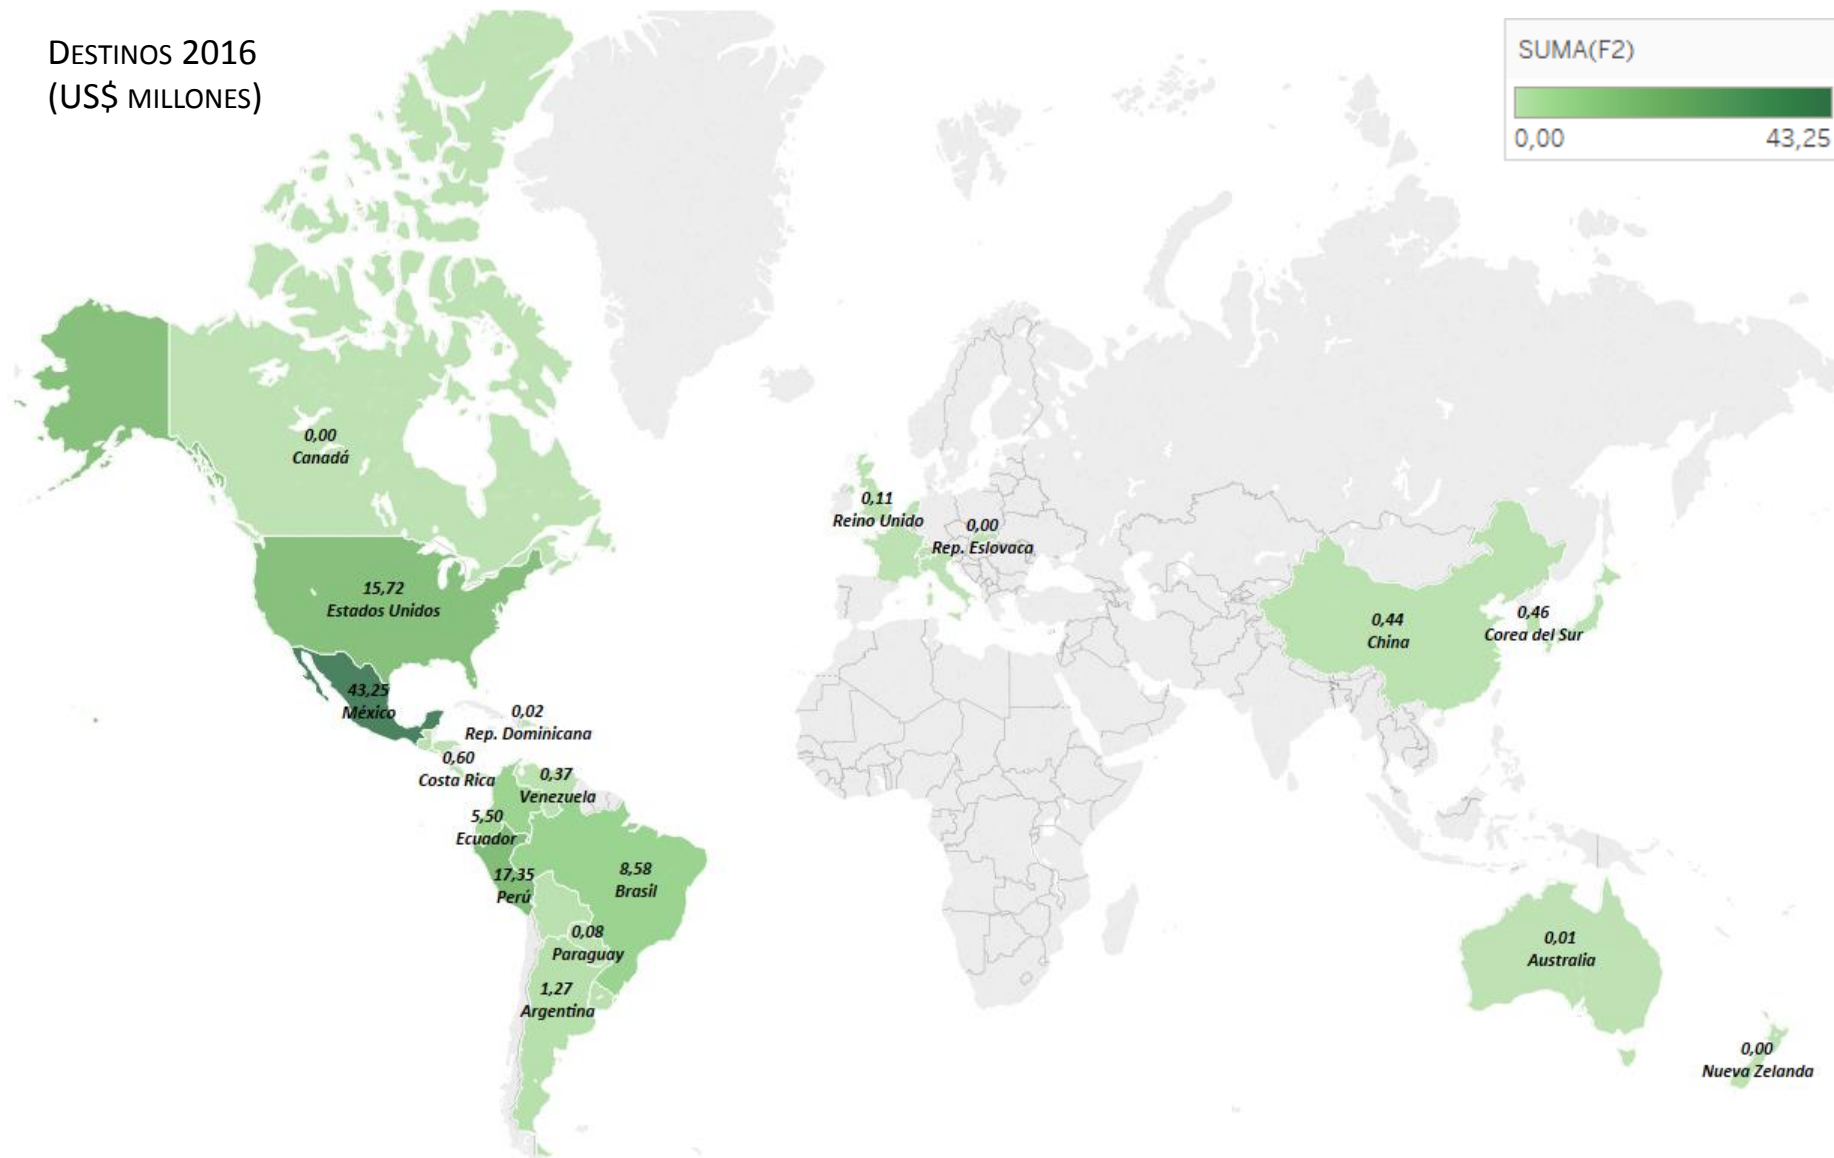 DESTINOS 2016
(US$ MILLONES)
SUMA(F2)
0,00 43,25
0,00
Canadá
0,11
Reino Unido
0,00
Rep. Eslovaca
15,72
Estados Unidos
0,44
China
0,46
Corea del Sur
43,25
México
0,02
Rep. Dominicana
0,60
Costa Rica
0,37
Venezuela
5,50
Ecuador
17,35
Perú
8,58
Brasil
0,08
Paraguay
1,27
Argentina
0,01
Australia
0,00
Nueva Zelanda